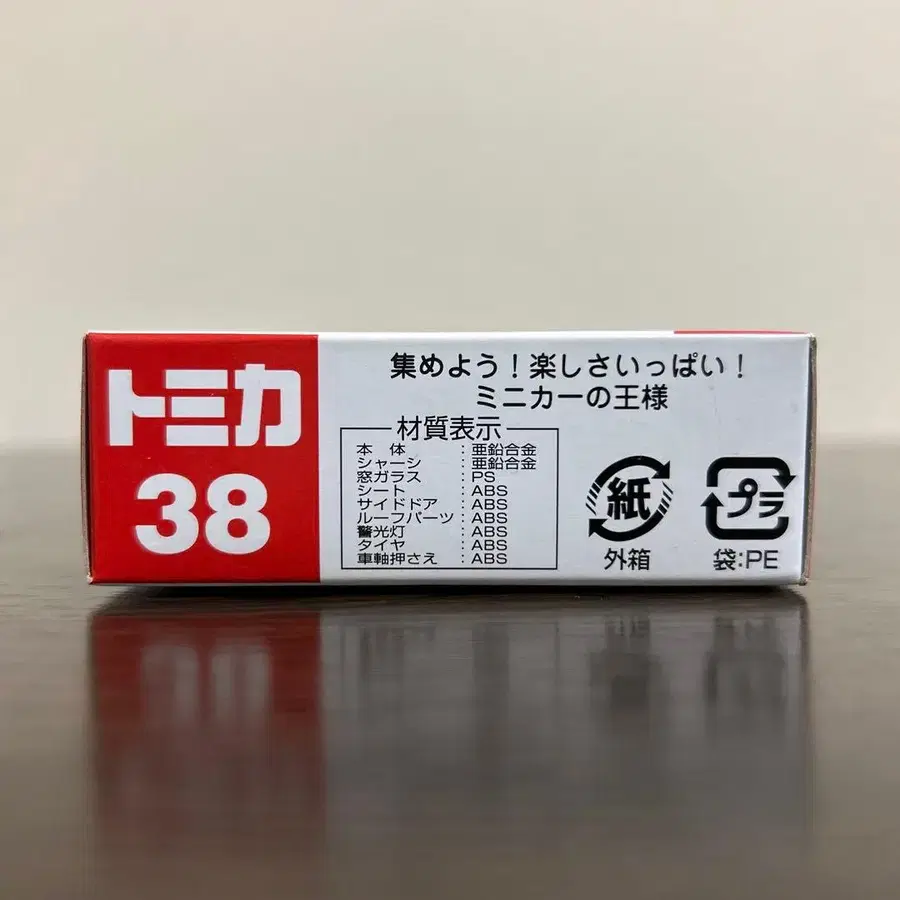 トミカ
38
集めよう！楽しさいっぱい！
ミニカーの王様
材質表示
本 体 : 亜鉛合金
シャーシ : 亜鉛合金
窓ガラス : PS
シート : ABS
サイドドア : ABS
ルーフパーツ : ABS
警光灯 : ABS
タイヤ : ABS
車軸押さえ : ABS
紙
外箱
プラ
袋:PE